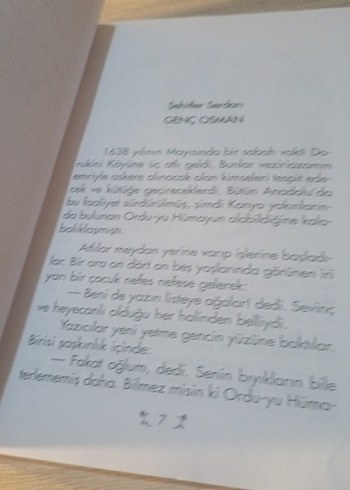 Şehitler Serdarı
GENÇ OSMAN
1638 yılının Mayısında bir sabah vakti Da-
Köyüne üç atlı geldi. Bunlar veziriazamın
emriyle askere alınacak olan kimseleri tespit ede-
cek ve kütüğe geçireceklerdi. Bütün Anadolu'da
bu faaliyet sürdürülmüş, şimdi Konya yakınların-
da bulunan Ordu-yu Hümayun alabildiğine kala-
balıklaşmıştı.
Atlılar meydan yerine varıp işlerine başladı-
lar. Bir ara on dört on beş yaşlarında görünen iri
yarı bir çocuk nefes nefese gelerek:
— Beni de yazın listeye ağalar! dedi. Sevinç
ve heyecanlı olduğu her halinden belliydi.
Yazıcılar yeni yetme gencin yüzüne baktılar.
Birisi şaşkınlık içinde:
— Fakat oğlum, dedi. Senin bıyıkların bile
terlememiş daha. Bilmez misin ki Ordu-yu Hüma-
7